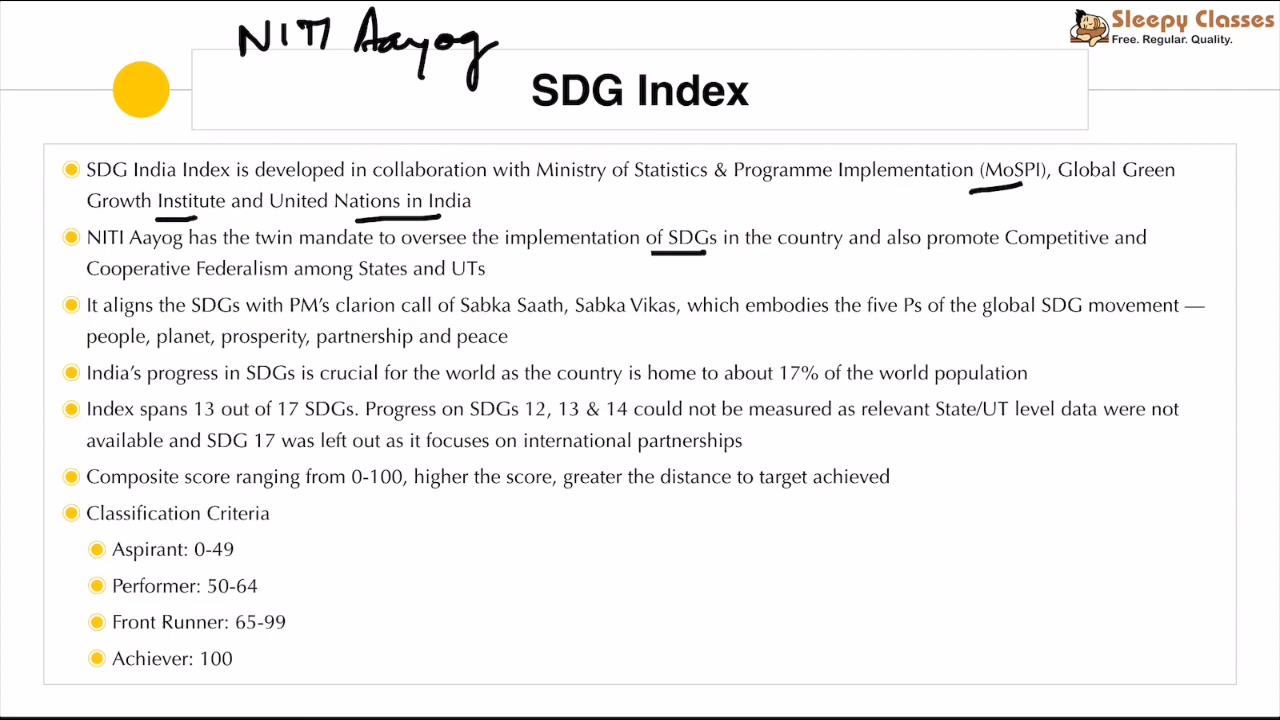 NITI Aayog
Sleepy Classes
Free. Regular. Quality.
SDG Index
SDG India Index is developed in collaboration with Ministry of Statistics & Programme Implementation (MoSPI), Global Green
Growth Institute and United Nations in India
NITI Aayog has the twin mandate to oversee the implementation of SDGs in the country and also promote Competitive and
Cooperative Federalism among States and UTs
It aligns the SDGs with PM's clarion call of Sabka Saath, Sabka Vikas, which embodies the five Ps of the global SDG movement —
people, planet, prosperity, partnership and peace
India's progress in SDGs is crucial for the world as the country is home to about 17% of the world population
Index spans 13 out of 17 SDGs. Progress on SDGs 12, 13 & 14 could not be measured as relevant State/UT level data were not
available and SDG 17 was left out as it focuses on international partnerships
Composite score ranging from 0-100, higher the score, greater the distance to target achieved
Classification Criteria
Aspirant: 0-49
Performer: 50-64
Front Runner: 65-99
Achiever: 100